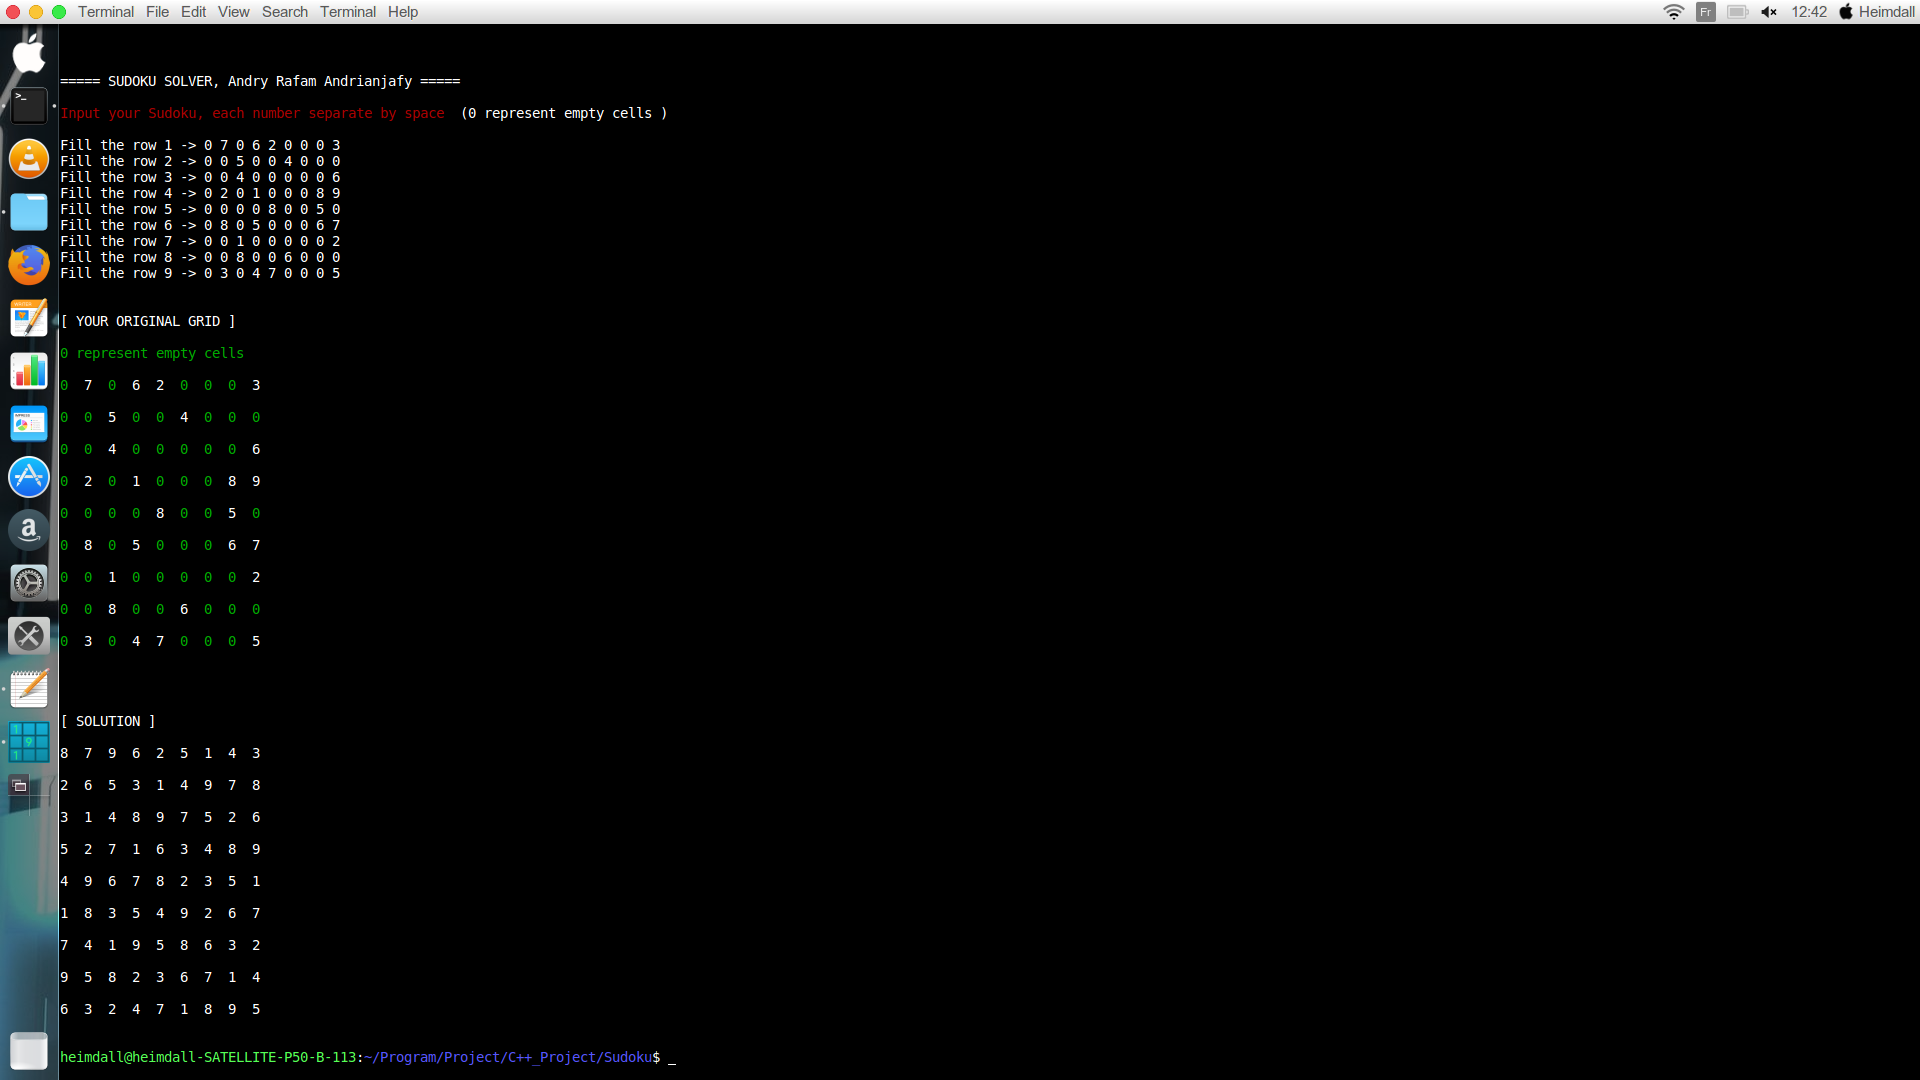 Terminal File Edit View Search Terminal Help Fr 12:42 Heimdall
===== SUDOKU SOLVER, Andry Rafam Andrianjafy =====
Input your Sudoku, each number separate by space (0 represent empty cells )
Fill the row 1 -> 0 7 0 6 2 0 0 0 3
Fill the row 2 -> 0 0 5 0 0 4 0 0 0
Fill the row 3 -> 0 0 4 0 0 0 0 0 6
Fill the row 4 -> 0 2 0 1 0 0 0 8 9
Fill the row 5 -> 0 0 0 0 8 0 0 5 0
Fill the row 6 -> 0 8 0 5 0 0 0 6 7
Fill the row 7 -> 0 0 1 0 0 0 0 0 2
Fill the row 8 -> 0 0 8 0 0 6 0 0 0
Fill the row 9 -> 0 3 0 4 7 0 0 0 5
[ YOUR ORIGINAL GRID ]
0 represent empty cells
0 7 0 6 2 0 0 0 3
0 0 5 0 0 4 0 0 0
0 0 4 0 0 0 0 0 6
0 2 0 1 0 0 0 8 9
0 0 0 0 8 0 0 5 0
0 8 0 5 0 0 0 6 7
0 0 1 0 0 0 0 0 2
0 0 8 0 0 6 0 0 0
0 3 0 4 7 0 0 0 5
[ SOLUTION ]
8 7 9 6 2 5 1 4 3
2 6 5 3 1 4 9 7 8
3 1 4 8 9 7 5 2 6
5 2 7 1 6 3 4 8 9
4 9 6 7 8 2 3 5 1
1 8 3 5 4 9 2 6 7
7 4 1 9 5 8 6 3 2
9 5 8 2 3 6 7 1 4
6 3 2 4 7 1 8 9 5
heimdall@heimdall-SATELLITE-P50-B-113:~/Program/Project/C++_Project/Sudoku$ _